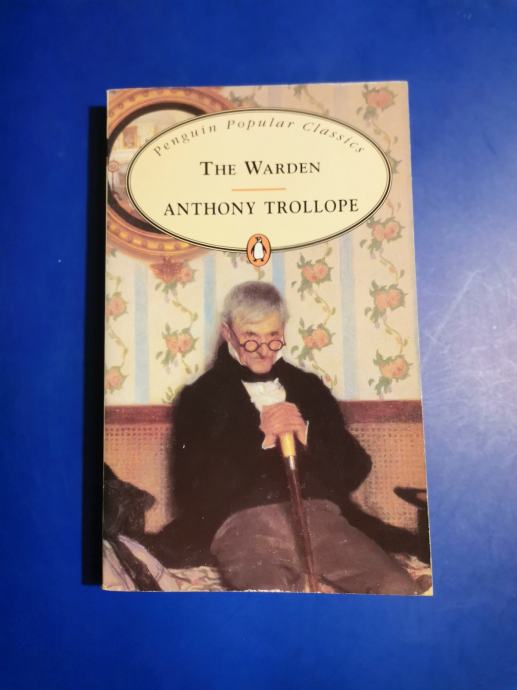 Penguin Popular Classics
THE WARDEN
ANTHONY TROLLOPE